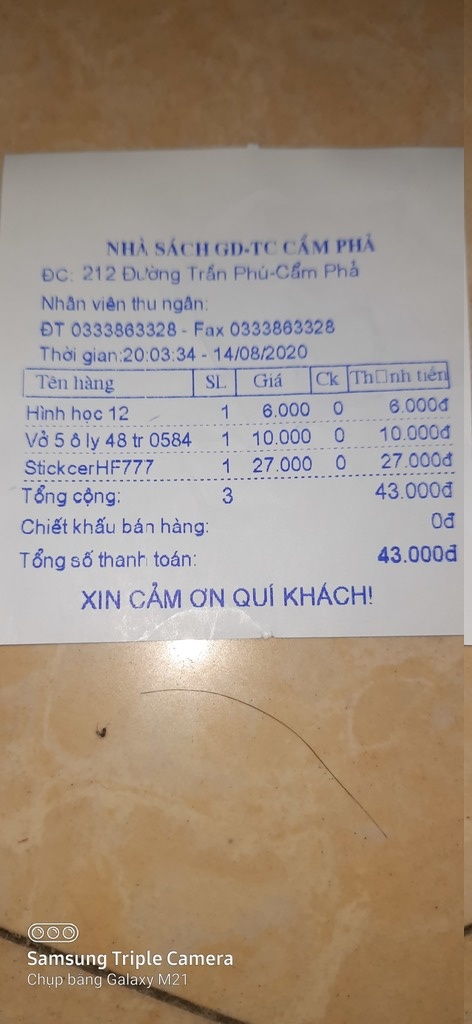 NHÀ SÁCH GD-TC CẨM PHẢ
ĐC: 212 Đường Trần Phú-Cẩm Phả
Nhân viên thu ngân:
ĐT 0333863328 - Fax 0333863328
Thời gian:20:03:34 - 14/08/2020
Tên hàng SL Giá Ck Th□nh tiền
Hình học 12 1 6.000 0 6.000đ
Vở 5 ô ly 48 tr 0584 1 10.000 0 10.000đ
StickcerHF777 1 27.000 0 27.000đ
Tổng cộng: 3 43.000đ
Chiết khấu bán hàng: 0đ
Tổng số thanh toán: 43.000đ
XIN CẢM ƠN QUÍ KHÁCH!
Samsung Triple Camera
Chụp bằng Galaxy M21